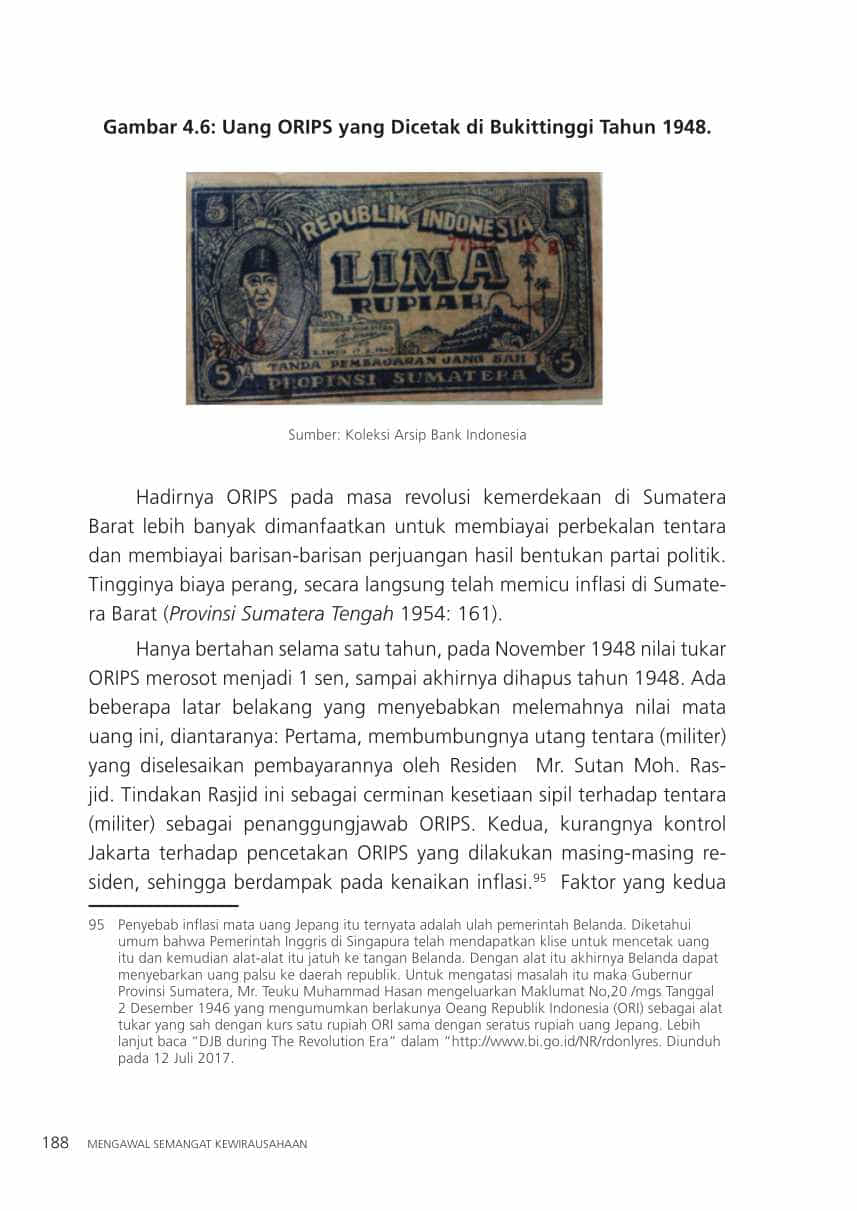 Gambar 4.6: Uang ORIPS yang Dicetak di Bukittinggi Tahun 1948.
5 5
REPUBLIK INDONESIA
LIMA
RUPIAH
TANDA PEMBAJARAN JANG SAH
5 5
PROPINSI SUMATERA
Sumber: Koleksi Arsip Bank Indonesia
Hadirnya ORIPS pada masa revolusi kemerdekaan di Sumatera
Barat lebih banyak dimanfaatkan untuk membiayai perbekalan tentara
dan membiayai barisan-barisan perjuangan hasil bentukan partai politik.
Tingginya biaya perang, secara langsung telah memicu inflasi di Sumate-
ra Barat (Provinsi Sumatera Tengah 1954: 161).
Hanya bertahan selama satu tahun, pada November 1948 nilai tukar
ORIPS merosot menjadi 1 sen, sampai akhirnya dihapus tahun 1948. Ada
beberapa latar belakang yang menyebabkan melemahnya nilai mata
uang ini, diantaranya: Pertama, membumbungnya utang tentara (militer)
yang diselesaikan pembayarannya oleh Residen Mr. Sutan Moh. Ras-
jid. Tindakan Rasjid ini sebagai cerminan kesetiaan sipil terhadap tentara
(militer) sebagai penanggungjawab ORIPS. Kedua, kurangnya kontrol
Jakarta terhadap pencetakan ORIPS yang dilakukan masing-masing re-
siden, sehingga berdampak pada kenaikan inflasi.95 Faktor yang kedua
95 Penyebab inflasi mata uang Jepang itu ternyata adalah ulah pemerintah Belanda. Diketahui
umum bahwa Pemerintah Inggris di Singapura telah mendapatkan klise untuk mencetak uang
itu dan kemudian alat-alat itu jatuh ke tangan Belanda. Dengan alat itu akhirnya Belanda dapat
menyebarkan uang palsu ke daerah republik. Untuk mengatasi masalah itu maka Gubernur
Provinsi Sumatera, Mr. Teuku Muhammad Hasan mengeluarkan Maklumat No,20 /mgs Tanggal
2 Desember 1946 yang mengumumkan berlakunya Oeang Republik Indonesia (ORI) sebagai alat
tukar yang sah dengan kurs satu rupiah ORI sama dengan seratus rupiah uang Jepang. Lebih
lanjut baca “DJB during The Revolution Era” dalam “http://www.bi.go.id/NR/rdonlyres. Diunduh
pada 12 Juli 2017.
188 MENGAWAL SEMANGAT KEWIRAUSAHAAN